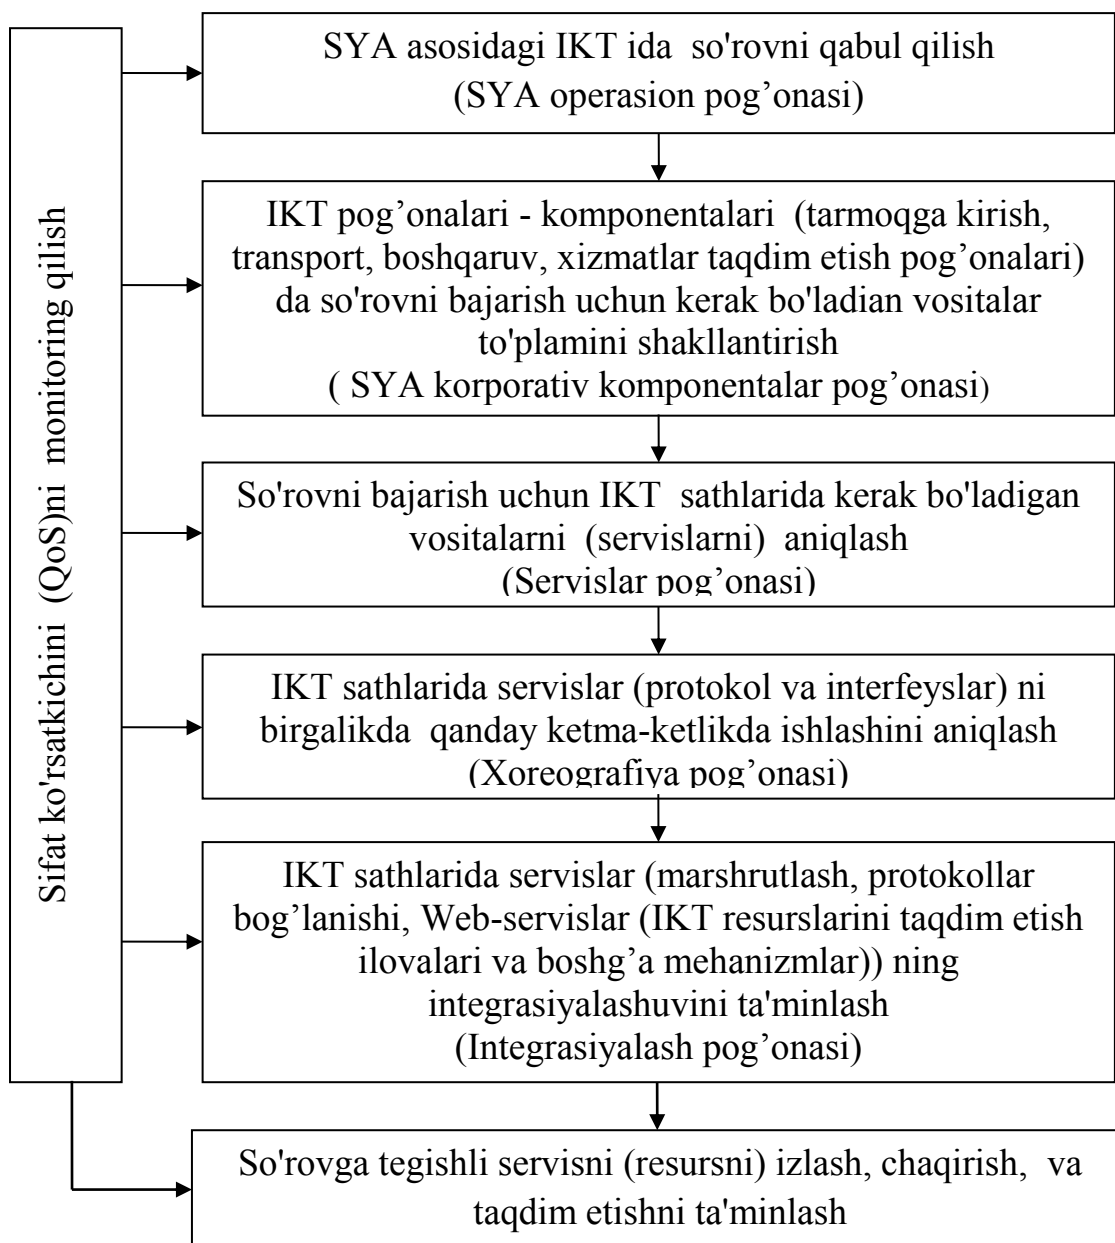 Sifat ko'rsatkichini (QoS)ni monitoring qilish
SYA asosidagi IKT ida so'rovni qabul qilish
(SYA operasion pog’onasi)
IKT pog’onalari - komponentalari (tarmoqga kirish,
transport, boshqaruv, xizmatlar taqdim etish pog’onalari)
da so'rovni bajarish uchun kerak bo'ladian vositalar
to'plamini shakllantirish
( SYA korporativ komponentalar pog’onasi)
So'rovni bajarish uchun IKT sathlarida kerak bo'ladigan
vositalarni (servislarni) aniqlash
(Servislar pog’onasi)
IKT sathlarida servislar (protokol va interfeyslar) ni
birgalikda qanday ketma-ketlikda ishlashini aniqlash
(Xoreografiya pog’onasi)
IKT sathlarida servislar (marshrutlash, protokollar
bog’lanishi, Web-servislar (IKT resurslarini taqdim etish
ilovalari va boshg’a mehanizmlar)) ning
integrasiyalashuvini ta'minlash
(Integrasiyalash pog’onasi)
So'rovga tegishli servisni (resursni) izlash, chaqirish, va
taqdim etishni ta'minlash